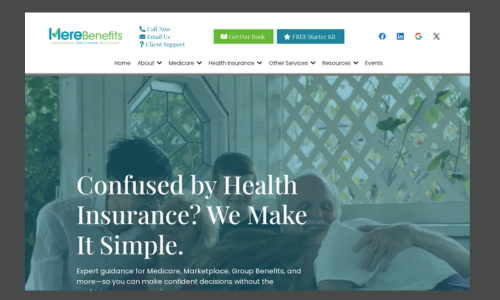 MereBenefits
Call Now
Email Us
Client Support
Get Our Book
FREE Starter Kit
Home
About
Medicare
Health Insurance
Other Services
Resources
Events
Confused by Health
Insurance? We Make
It Simple.
Expert guidance for Medicare, Marketplace, Group Benefits, and
more—so you can make confident decisions without the